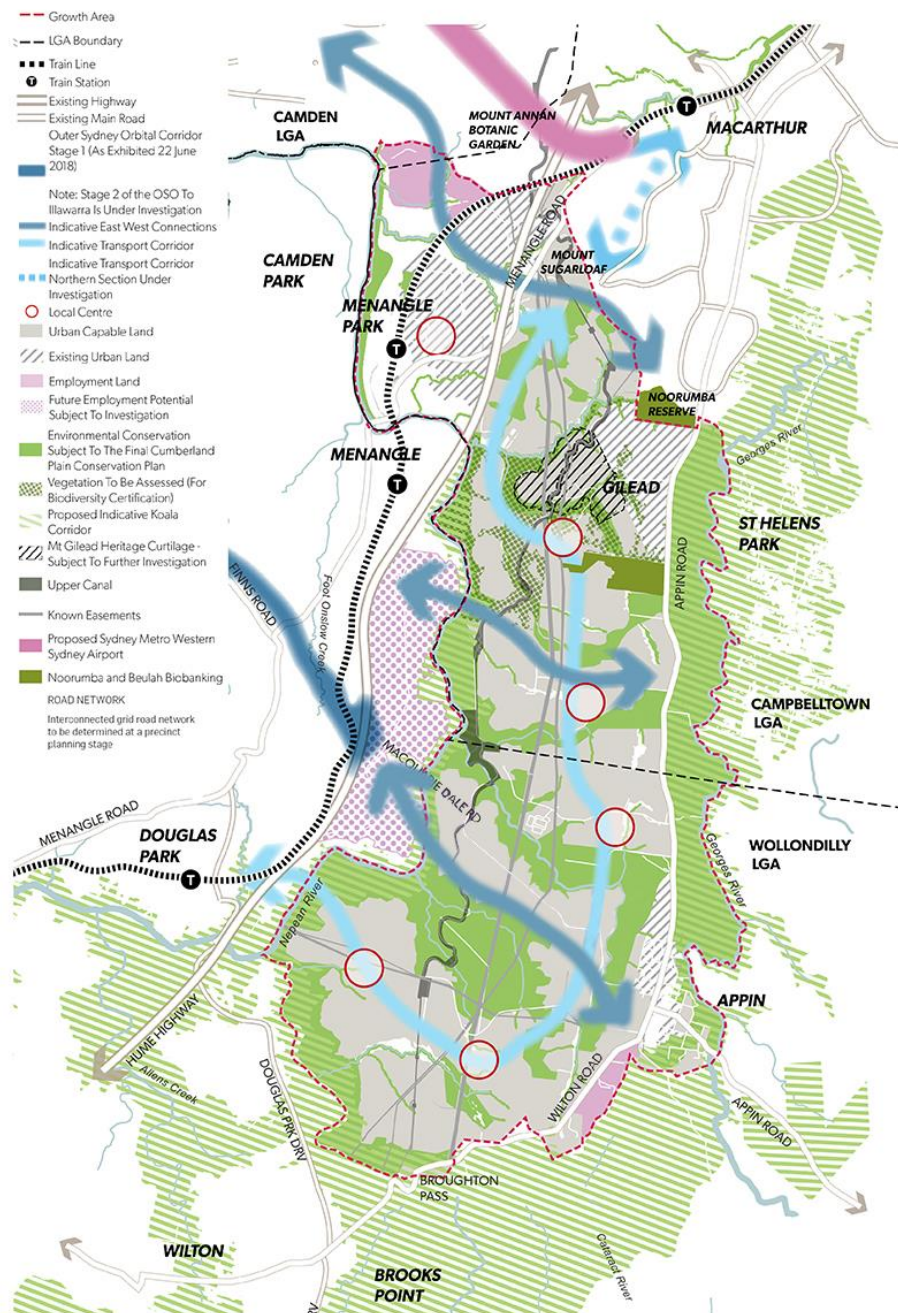 Growth Area
LGA Boundary
Train Line
T
Train Station
Existing Highway
Existing Main Road
Outer Sydney Orbital Corridor
Stage 1 (As Exhibited 22 June
2018)
Note: Stage 2 of the OSO To
Illawarra Is Under Investigation
Indicative East West Connections
Indicative Transport Corridor
Indicative Transport Corridor
Northern Section Under
Investigation
Local Centre
Urban Capable Land
Existing Urban Land
Employment Land
Future Employment Potential
Subject To Investigation
Environmental Conservation
Subject To The Final Cumberland
Plain Conservation Plan
Vegetation To Be Assessed (For
Biodiversity Certification)
Proposed Indicative Koala
Corridor
Mt Gilead Heritage Curtilage -
Subject To Further Investigation
Upper Canal
Known Easements
Proposed Sydney Metro Western
Sydney Airport
Noorumba and Beulah Biobanking
ROAD NETWORK
Interconnected grid road network
to be determined at a precinct
planning stage
CAMDEN
LGA
MOUNT ANNAN
BOTANIC
GARDEN
T
MACARTHUR
MENANGLE ROAD
CAMDEN
PARK
MOUNT
SUGARLOAF
MENANGLE
PARK
T
NOORUMBA
RESERVE
MENANGLE
T
GILEAD
Georges River
ST HELENS
PARK
APPIN ROAD
FINNS ROAD
Foot Onslow Creek
CAMPBELLTOWN
LGA
MACQUARIE DALE RD
MENANGLE ROAD
DOUGLAS
PARK
T
WOLLONDILLY
LGA
Georges River
Nepean River
APPIN
HUME HIGHWAY
Allens Creek
DOUGLAS PRK DRV
WILTON ROAD
APPIN ROAD
BROUGHTON
PASS
WILTON
BROOKS
POINT
Cataract River
RV